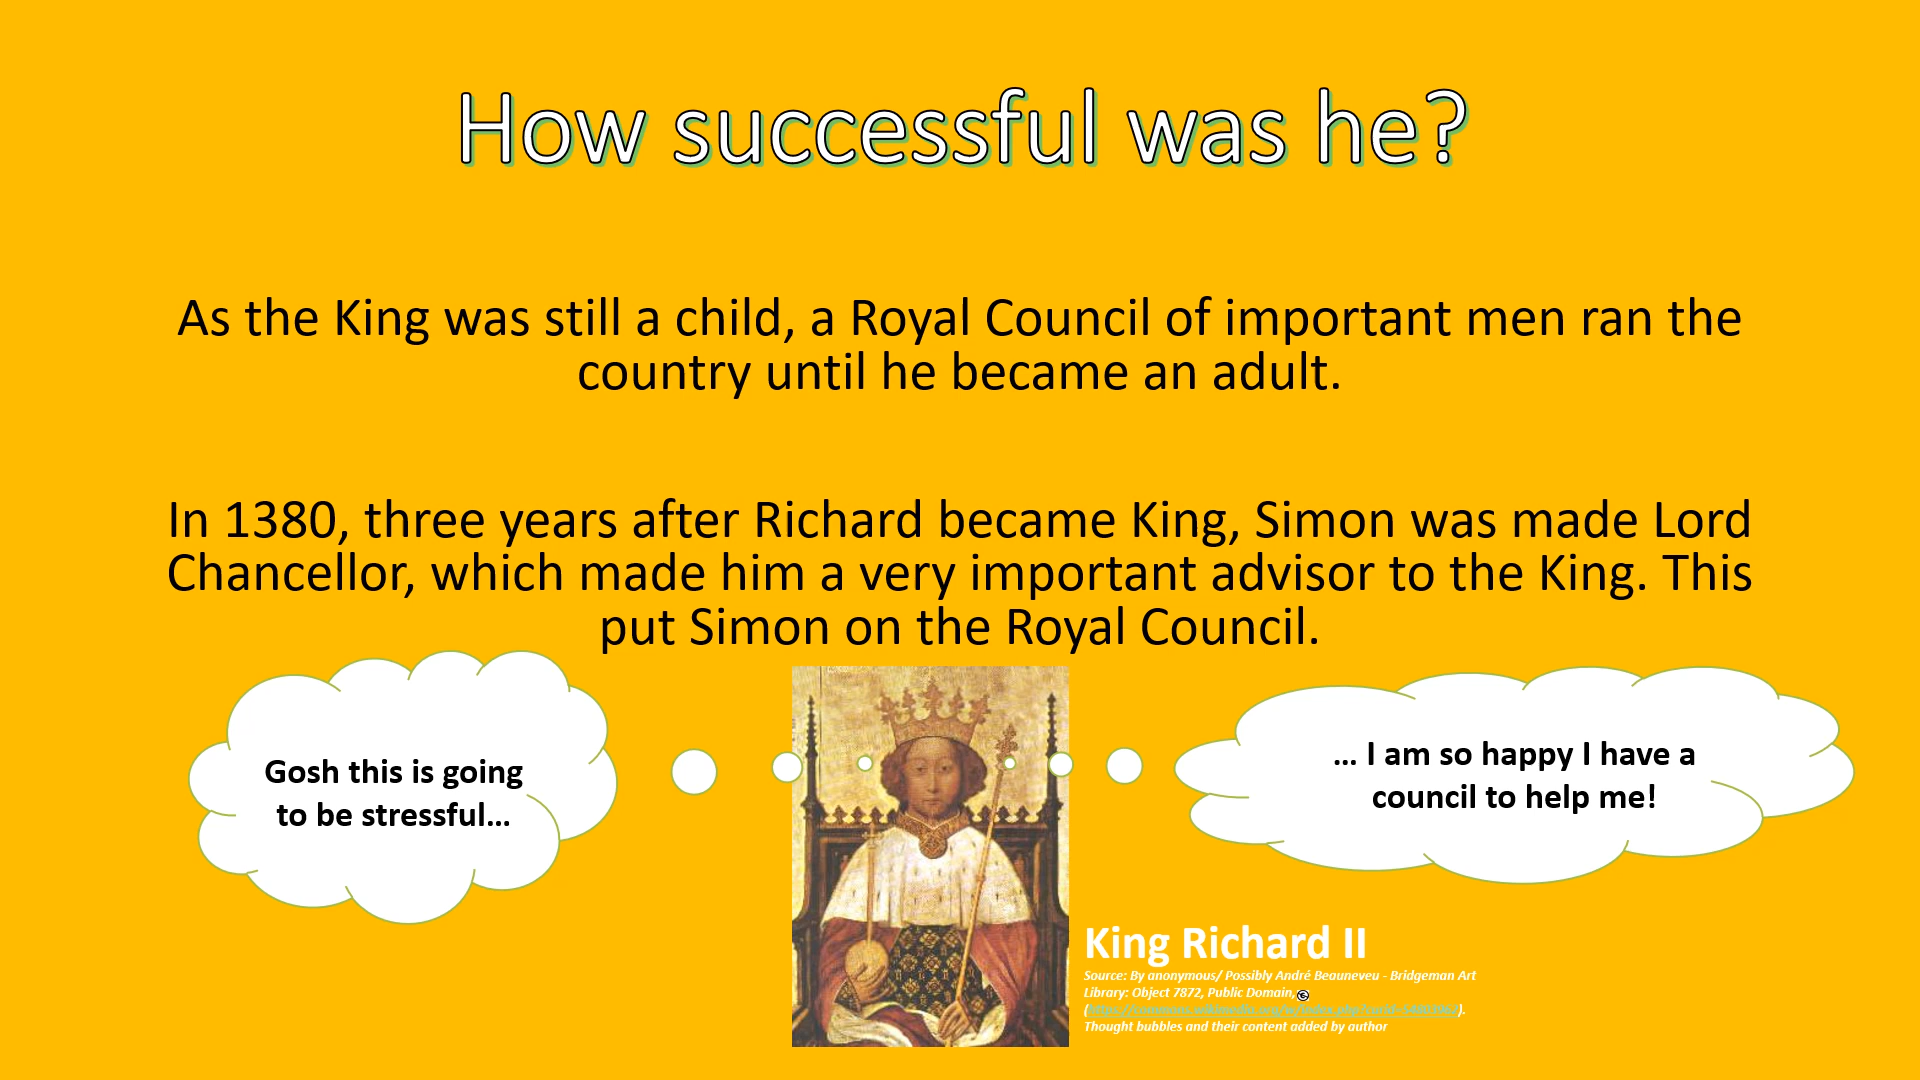 How successful was he?
As the King was still a child, a Royal Council of important men ran the
country until he became an adult.
In 1380, three years after Richard became King, Simon was made Lord
Chancellor, which made him a very important advisor to the King. This
put Simon on the Royal Council.
Gosh this is going
to be stressful...
... I am so happy I have a
council to help me!
King Richard II
Source: By anonymous/ Possibly André Beauneveu - Bridgeman Art
Library: Object 7872, Public Domain,
Thought bubbles and their content added by author